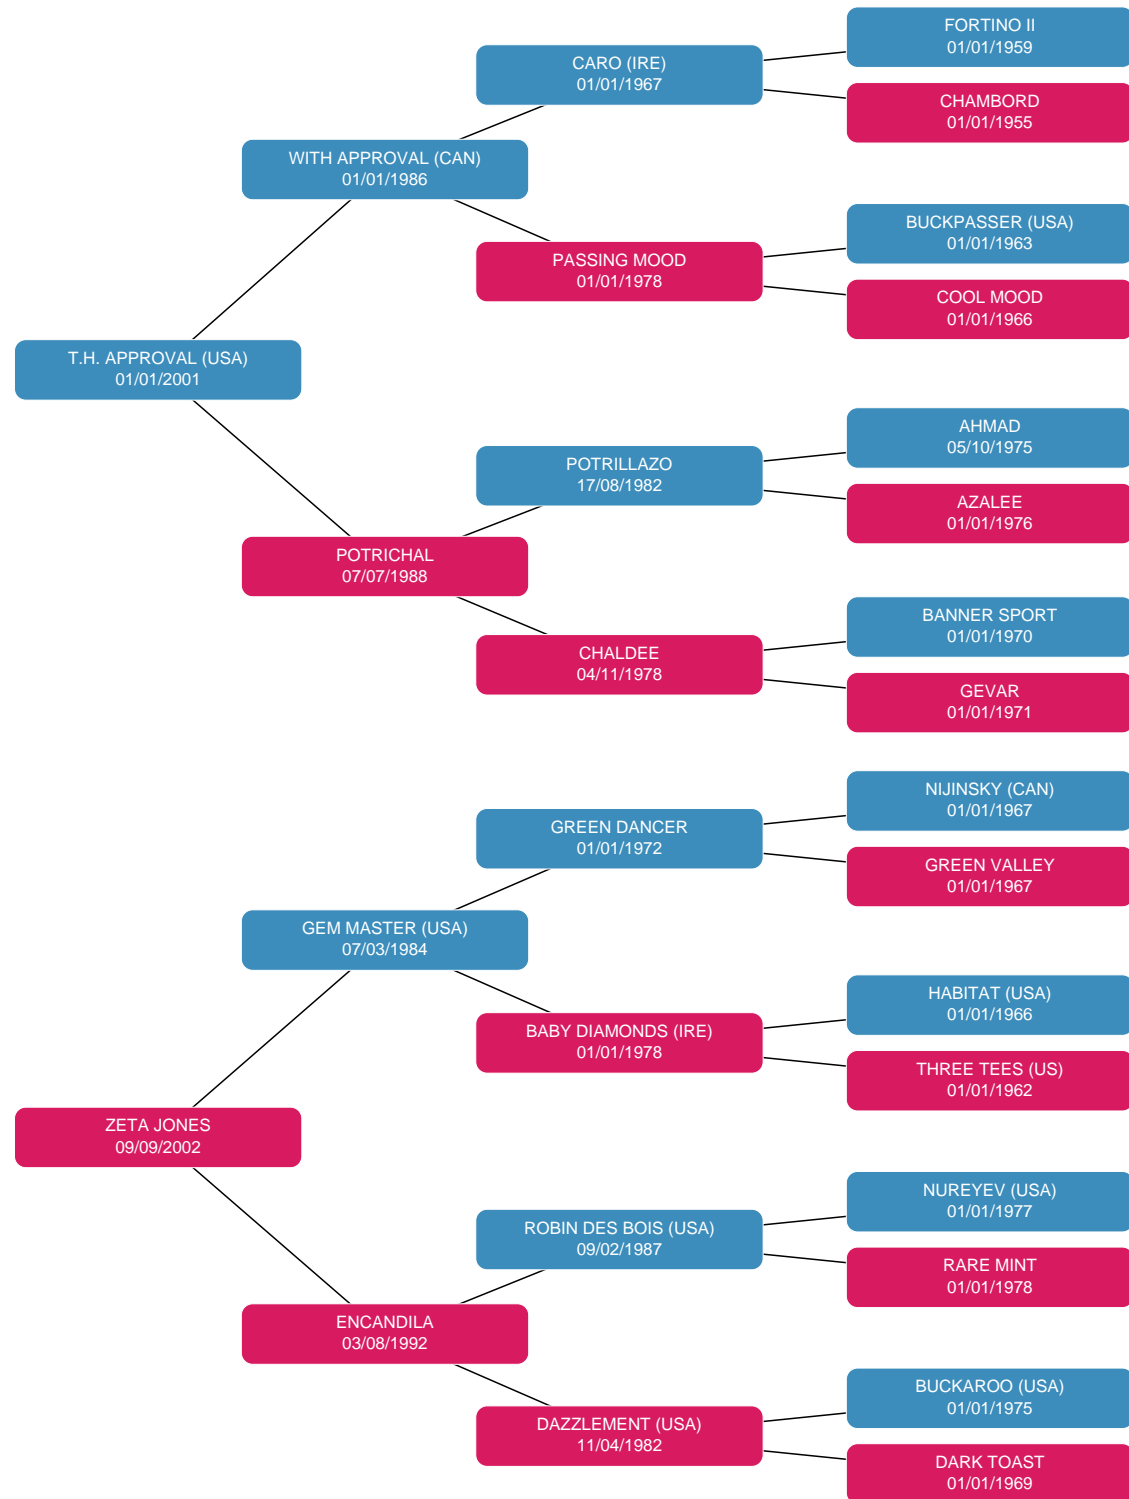 FORTINO II
01/01/1959
CARO (IRE)
01/01/1967
CHAMBORD
01/01/1955
WITH APPROVAL (CAN)
01/01/1986
BUCKPASSER (USA)
01/01/1963
PASSING MOOD
01/01/1978
COOL MOOD
01/01/1966
T.H. APPROVAL (USA)
01/01/2001
AHMAD
05/10/1975
POTRILLAZO
17/08/1982
AZALEE
01/01/1976
POTRICHAL
07/07/1988
BANNER SPORT
01/01/1970
CHALDEE
04/11/1978
GEVAR
01/01/1971
NIJINSKY (CAN)
01/01/1967
GREEN DANCER
01/01/1972
GREEN VALLEY
01/01/1967
GEM MASTER (USA)
07/03/1984
HABITAT (USA)
01/01/1966
BABY DIAMONDS (IRE)
01/01/1978
THREE TEES (US)
01/01/1962
ZETA JONES
09/09/2002
NUREYEV (USA)
01/01/1977
ROBIN DES BOIS (USA)
09/02/1987
RARE MINT
01/01/1978
ENCANDILA
03/08/1992
BUCKAROO (USA)
01/01/1975
DAZZLEMENT (USA)
11/04/1982
DARK TOAST
01/01/1969